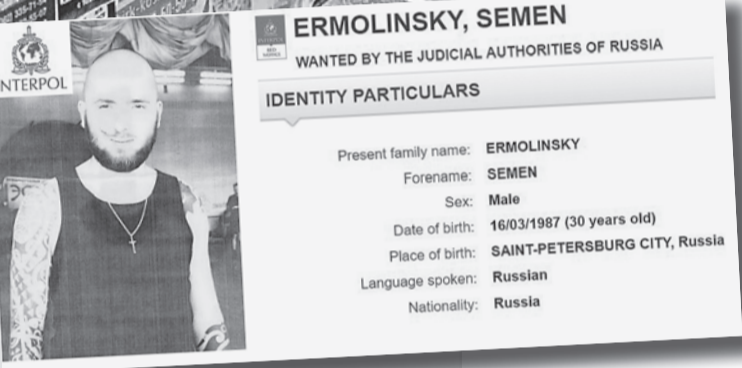 INTERPOL
ERMOLINSKY, SEMEN
WANTED BY THE JUDICIAL AUTHORITIES OF RUSSIA
IDENTITY PARTICULARS
Present family name: ERMOLINSKY
Forename: SEMEN
Sex: Male
Date of birth: 16/03/1987 (30 years old)
Place of birth: SAINT-PETERSBURG CITY, Russia
Language spoken: Russian
Nationality: Russia